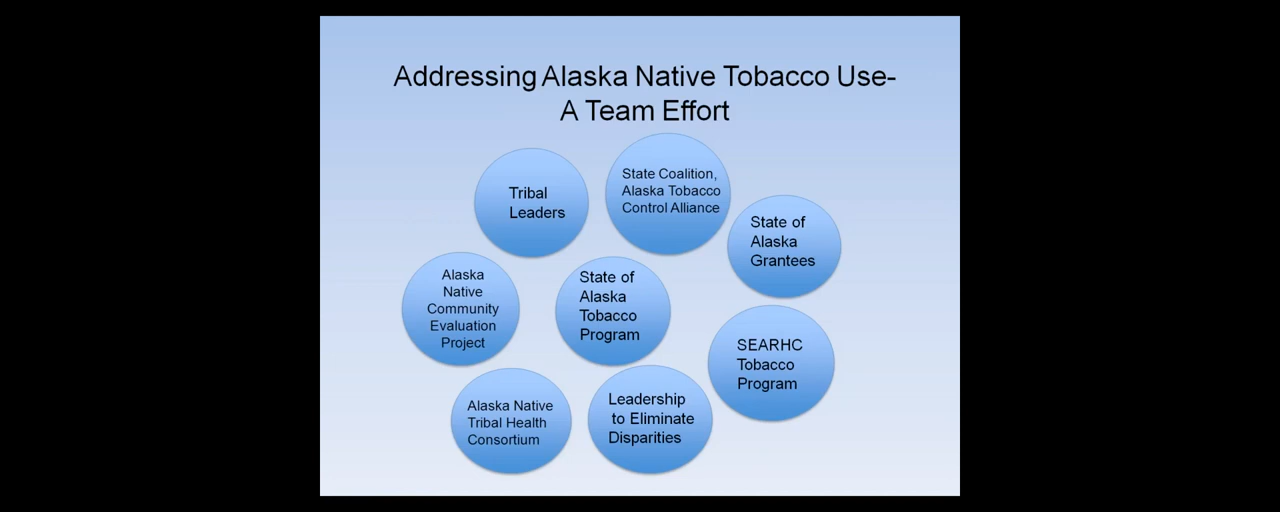 Addressing Alaska Native Tobacco Use-
A Team Effort
Tribal
Leaders
State Coalition,
Alaska Tobacco
Control Alliance
State of
Alaska
Grantees
Alaska
Native
Community
Evaluation
Project
State of
Alaska
Tobacco
Program
SEARHC
Tobacco
Program
Alaska Native
Tribal Health
Consortium
Leadership
to Eliminate
Disparities